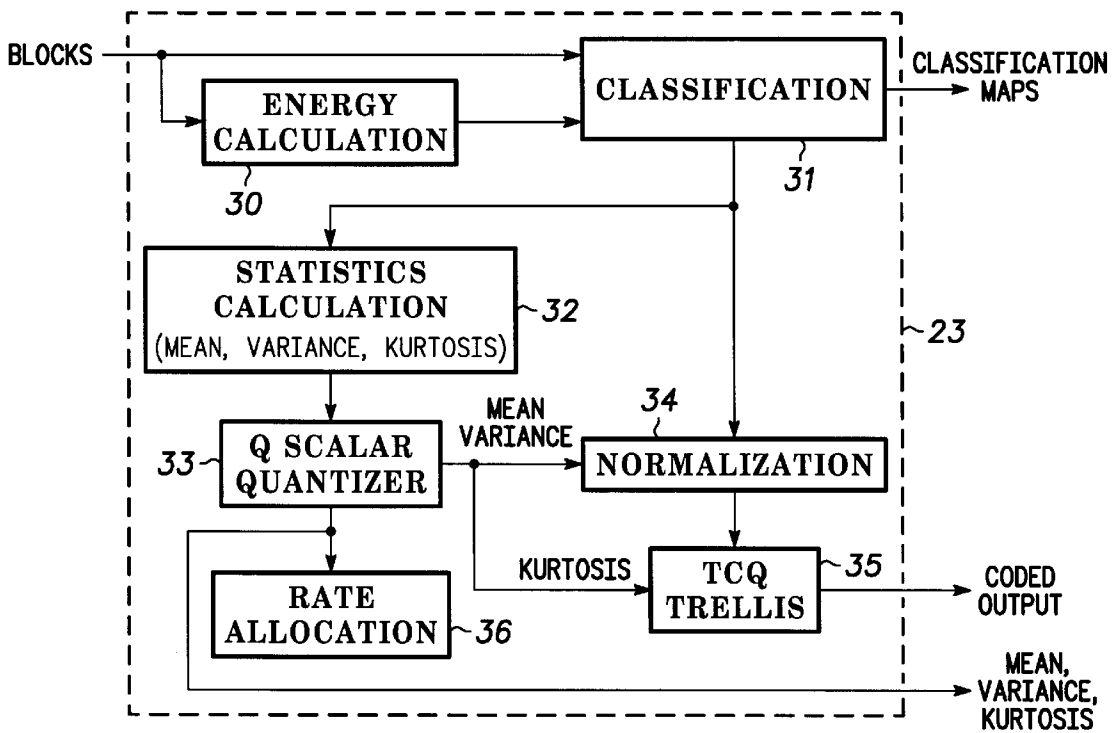 BLOCKS
ENERGY
CALCULATION
30
CLASSIFICATION
31
CLASSIFICATION
MAPS
STATISTICS
CALCULATION
(MEAN, VARIANCE, KURTOSIS)
32
23
33
Q SCALAR
QUANTIZER
MEAN
VARIANCE
34
NORMALIZATION
RATE
ALLOCATION
36
KURTOSIS
TCQ
TRELLIS
35
CODED
OUTPUT
MEAN,
VARIANCE,
KURTOSIS